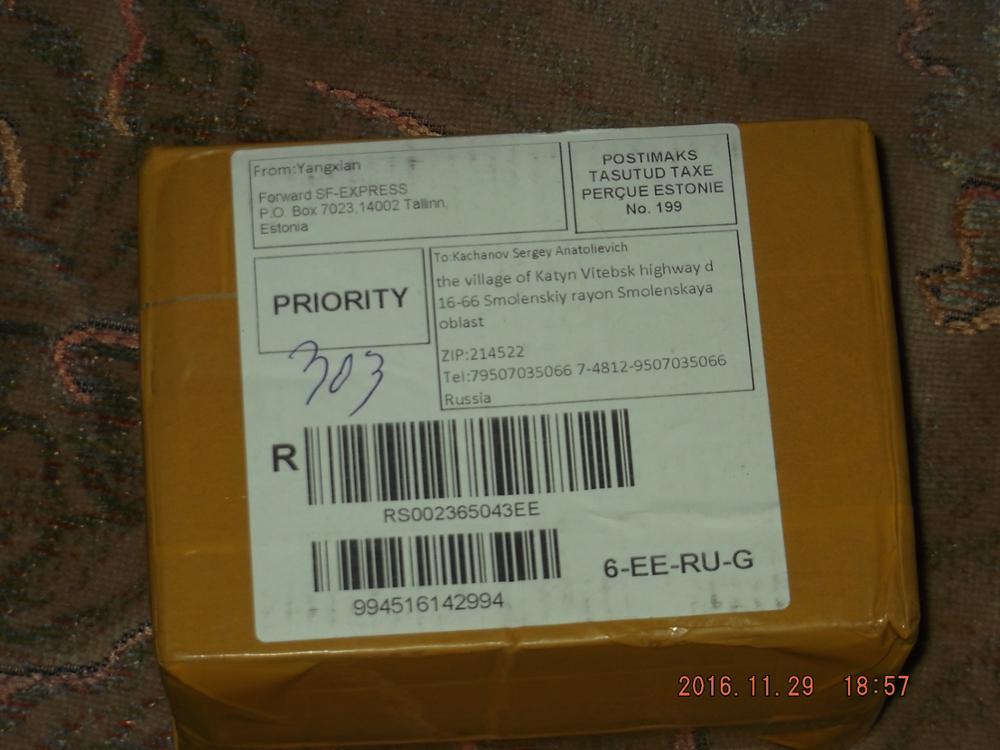 From:Yangxian
Forward SF-EXPRESS
P.O. Box 7023,14002 Tallinn,
Estonia
POSTIMAKS
TASUTUD TAXE
PERÇUE ESTONIE
No. 199
PRIORITY
303
To:Kachanov Sergey Anatolievich
the village of Katyn Vitebsk highway d
16-66 Smolenskiy rayon Smolenskaya
oblast
ZIP:214522
Tel:79507035066 7-4812-9507035066
Russia
R
RS002365043EE
994516142994
6-EE-RU-G
2016.11.29 18:57